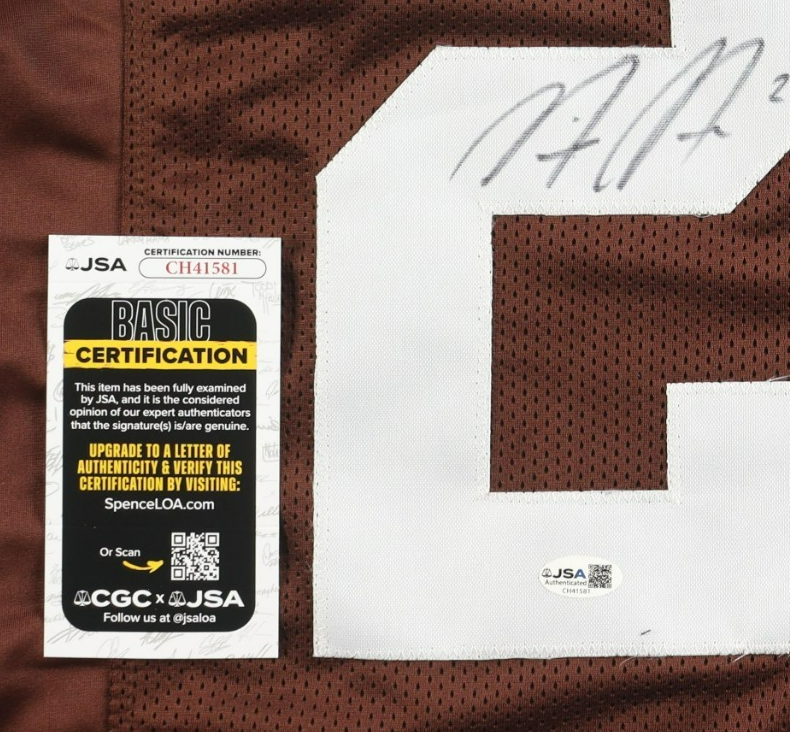 2
JSA
CERTIFICATION NUMBER:
CH41581
BASIC
CERTIFICATION
This item has been fully examined
by JSA, and it is the considered
opinion of our expert authenticators
that the signature(s) is/are genuine.
UPGRADE TO A LETTER OF
AUTHENTICITY & VERIFY THIS
CERTIFICATION BY VISITING:
SpenceLOA.com
Or Scan
CGC x JSA
Follow us at @jsaloa
JSA
Authenticated
CH41581